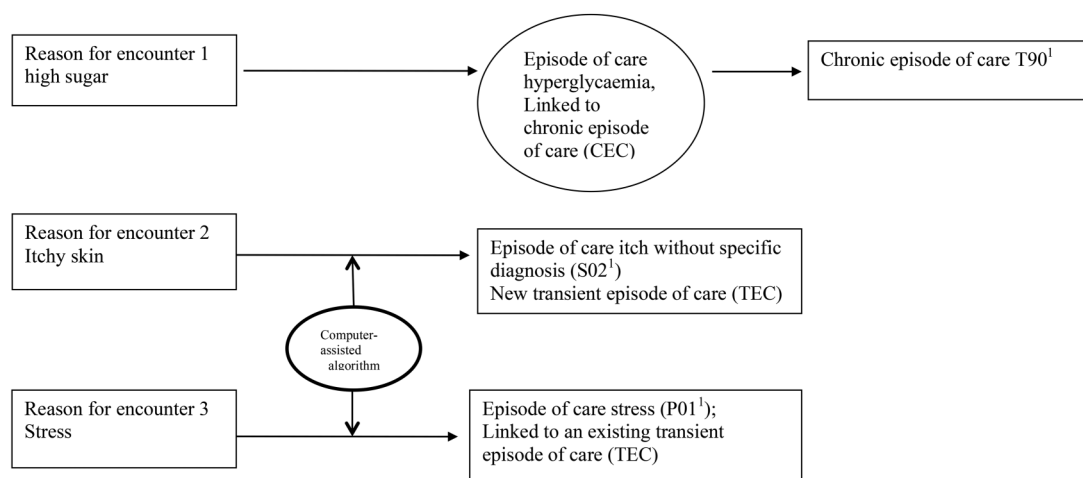 Reason for encounter 1
high sugar
Episode of care
hyperglycaemia,
Linked to
chronic episode
of care (CEC)
Chronic episode of care T90¹
Reason for encounter 2
Itchy skin
Episode of care itch without specific
diagnosis (S02¹)
New transient episode of care (TEC)
Computer-
assisted
algorithm
Reason for encounter 3
Stress
Episode of care stress (P01¹);
Linked to an existing transient
episode of care (TEC)